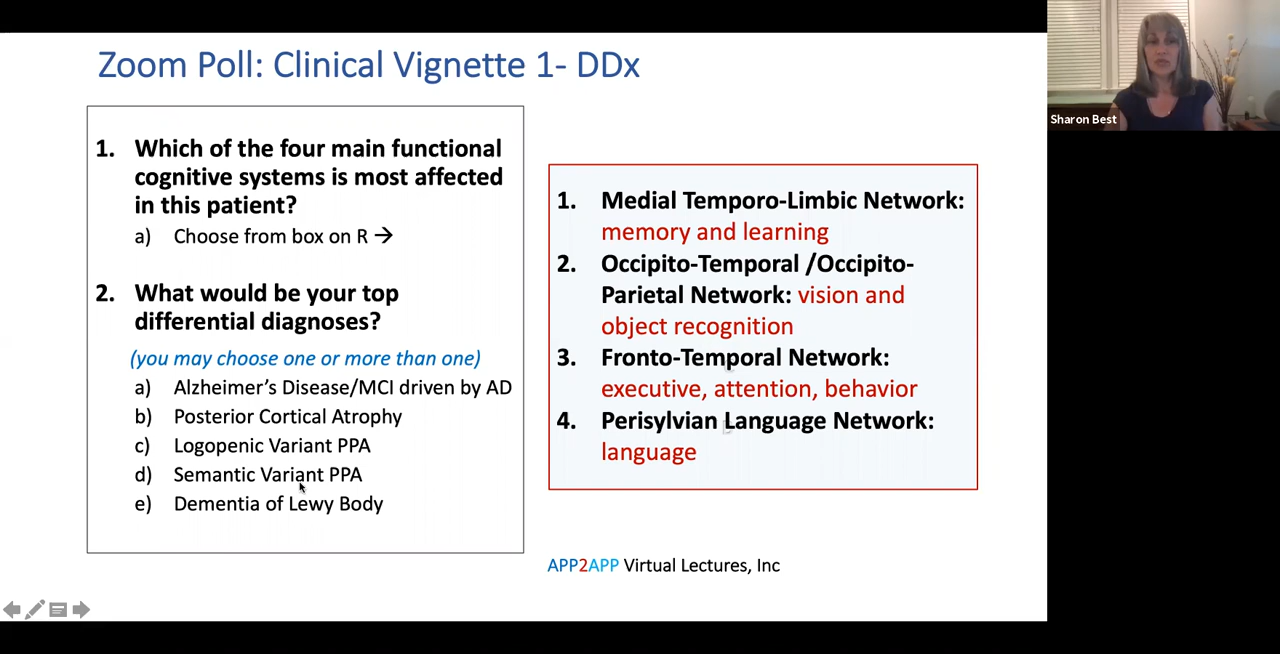 Zoom Poll: Clinical Vignette 1- DDx
1. Which of the four main functional
cognitive systems is most affected
in this patient?
a) Choose from box on R →
2. What would be your top
differential diagnoses?
(you may choose one or more than one)
a) Alzheimer's Disease/MCI driven by AD
b) Posterior Cortical Atrophy
c) Logopenic Variant PPA
d) Semantic Variant PPA
e) Dementia of Lewy Body
1. Medial Temporo-Limbic Network:
memory and learning
2. Occipito-Temporal /Occipito-
Parietal Network: vision and
object recognition
3. Fronto-Temporal Network:
executive, attention, behavior
4. Perisylvian Language Network:
language
APP2APP Virtual Lectures, Inc
Sharon Best